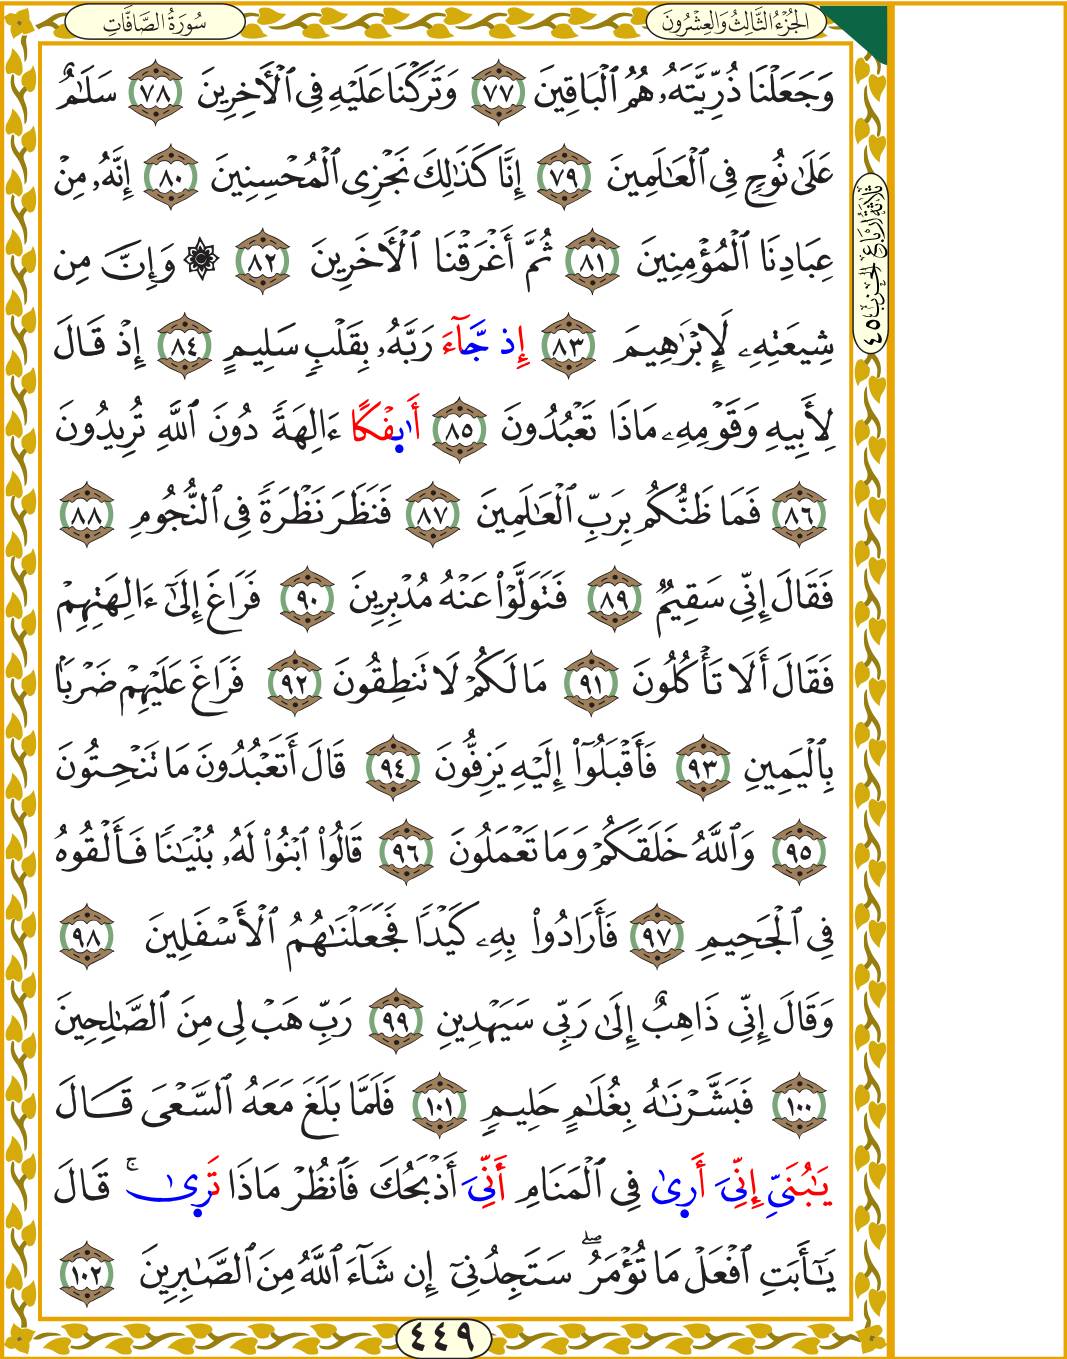 سُورَةُ الصَّافَّاتِ
الجُزْءُ الثَّالِثُ وَالعِشْرُونَ
وَجَعَلْنَا ذُرِّيَّتَهُۥ هُمُ ٱلْبَاقِينَ ٧٧ وَتَرَكْنَا عَلَيْهِ فِى ٱلْأَخِرِينَ ٧٨ سَلَٰمٌ
عَلَىٰ نُوحٍ فِى ٱلْعَٰلَمِينَ ٧٩ إِنَّا كَذَٰلِكَ نَجْزِى ٱلْمُحْسِنِينَ ٨٠ إِنَّهُۥ مِنْ
عِبَادِنَا ٱلْمُؤْمِنِينَ ٨١ ثُمَّ أَغْرَقْنَا ٱلْأَخَرِينَ ٨٢ ۞ وَإِنَّ مِن
شِيعَتِهِۦ لَإِبْرَٰهِيمَ ٨٣ إِذ جَّآءَ رَبَّهُۥ بِقَلْبٍ سَلِيمٍ ٨٤ إِذْ قَالَ
لِأَبِيهِ وَقَوْمِهِۦ مَاذَا تَعْبُدُونَ ٨٥ أَاٰ۪فْكًا ءَالِهَةً دُونَ ٱللَّهِ تُرِيدُونَ
٨٦ فَمَا ظَنُّكُم بِرَبِّ ٱلْعَٰلَمِينَ ٨٧ فَنَظَرَ نَظْرَةً فِى ٱلنُّجُومِ ٨٨
فَقَالَ إِنِّى سَقِيمٌ ٨٩ فَتَوَلَّوْا۟ عَنْهُ مُدْبِرِينَ ٩٠ فَرَاغَ إِلَىٰٓ ءَالِهَتِهِمْ
فَقَالَ أَلَا تَأْكُلُونَ ٩١ مَا لَكُمْ لَا تَنطِقُونَ ٩٢ فَرَاغَ عَلَيْهِمْ ضَرْبًۢا
بِٱلْيَمِينِ ٩٣ فَأَقْبَلُوٓا۟ إِلَيْهِ يَزِفُّونَ ٩٤ قَالَ أَتَعْبُدُونَ مَا تَنْحِتُونَ
٩٥ وَٱللَّهُ خَلَقَكُمْ وَمَا تَعْمَلُونَ ٩٦ قَالُوا۟ ٱبْنُوا۟ لَهُۥ بُنْيَٰنًا فَأَلْقُوهُ
فِى ٱلْجَحِيمِ ٩٧ فَأَرَادُوا۟ بِهِۦ كَيْدًا فَجَعَلْنَٰهُمُ ٱلْأَسْفَلِينَ ٩٨
وَقَالَ إِنِّى ذَاهِبٌ إِلَىٰ رَبِّى سَيَهْدِينِ ٩٩ رَبِّ هَبْ لِى مِنَ ٱلصَّٰلِحِينَ
١٠٠ فَبَشَّرْنَٰهُ بِغُلَٰمٍ حَلِيمٍ ١٠١ فَلَمَّا بَلَغَ مَعَهُ ٱلسَّعْىَ قَالَ
يَٰبُنَىِّ إِنِّىَ أَر۪ىٰ فِى ٱلْمَنَامِ أَنِّىَ أَذْبَحُكَ فَٱنظُرْ مَاذَا تَر۪ىٰ ۚ قَالَ
يَٰٓأَبَتِ ٱفْعَلْ مَا تُؤْمَرُ ۖ سَتَجِدُنِىٓ إِن شَآءَ ٱللَّهُ مِنَ ٱلصَّٰبِرِينَ ١٠٢
ثَلَاثَةُ أَرْبَاعِ الحِزْبِ ٤٥
٤٤٩